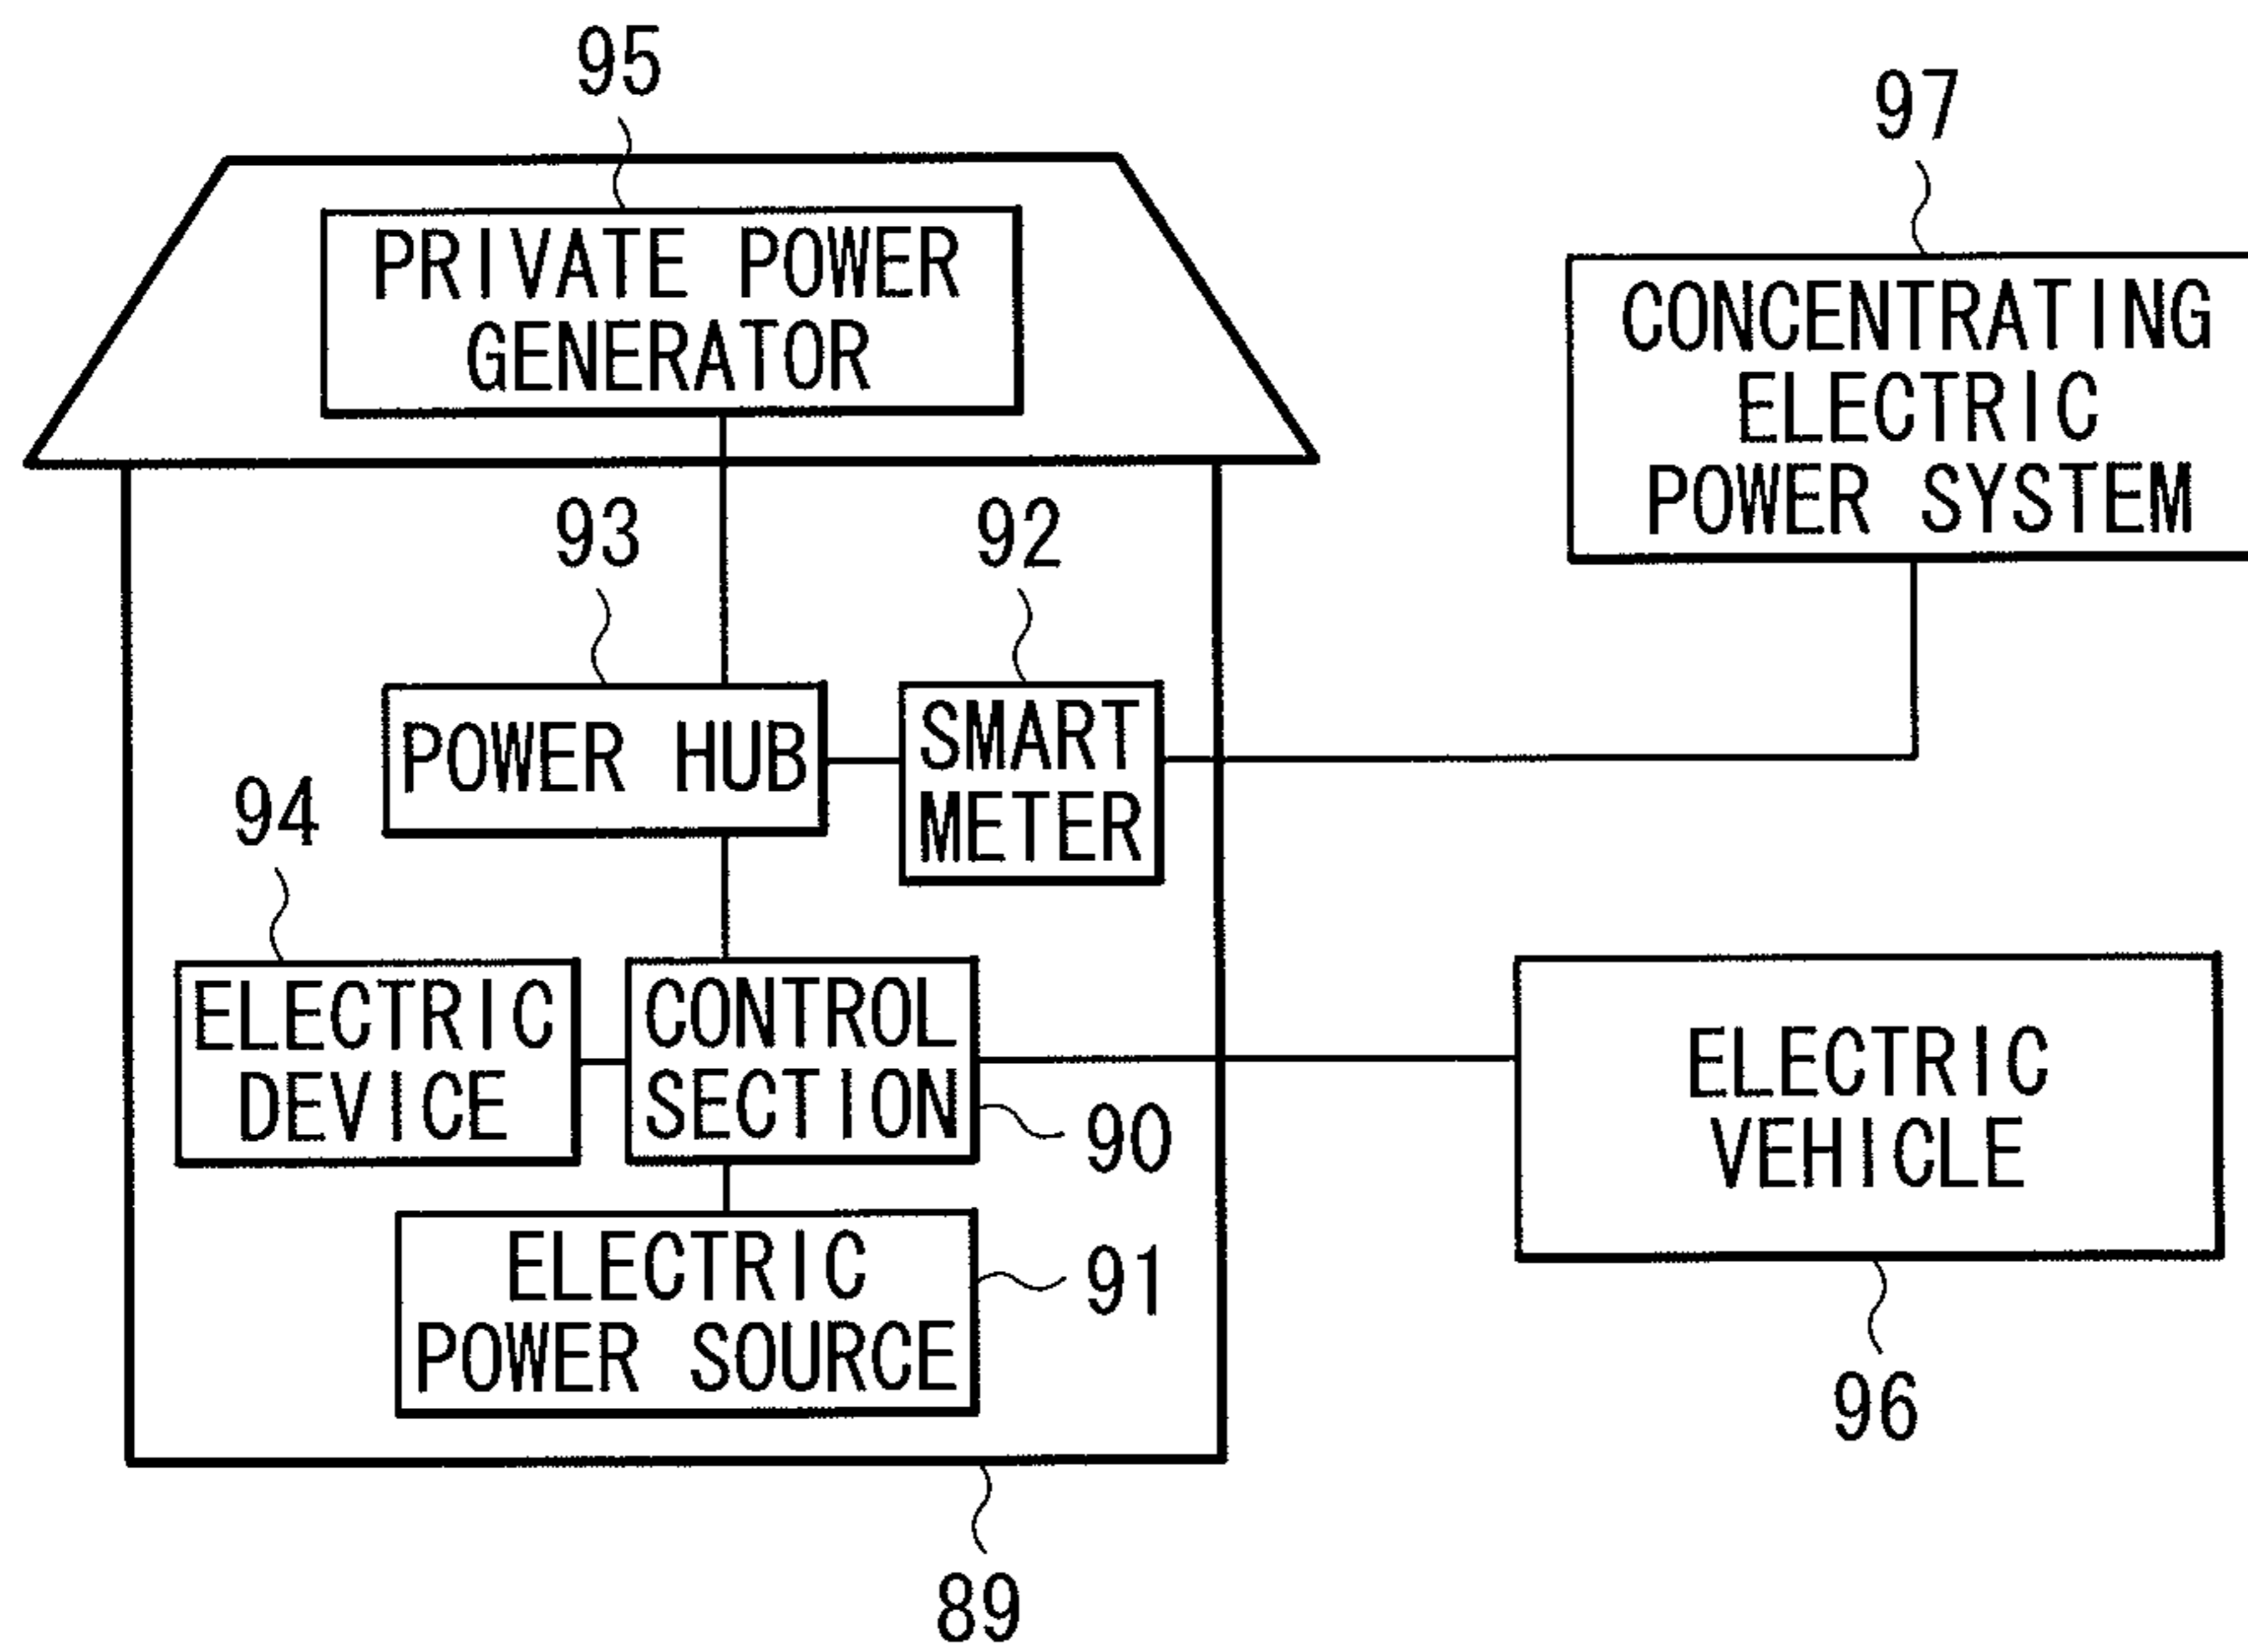 95
97
PRIVATE POWER
GENERATOR
CONCENTRATING
ELECTRIC
POWER SYSTEM
93
92
POWER HUB
SMART
METER
94
ELECTRIC
DEVICE
CONTROL
SECTION
90
ELECTRIC
VEHICLE
ELECTRIC
POWER SOURCE
91
96
89